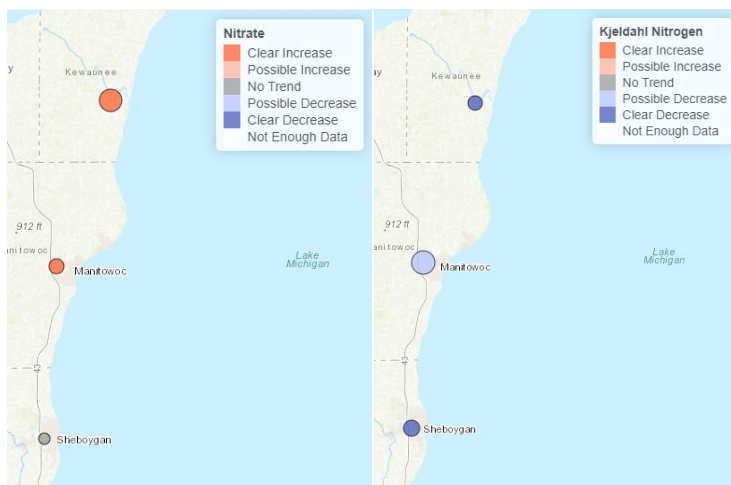 Nitrate
Clear Increase
Possible Increase
No Trend
Possible Decrease
Clear Decrease
Not Enough Data
y
Kewaunee
912 ft
anitowoc
Manitowoc
Lake
Michigan
43
Sheboygan
Kjeldahl Nitrogen
Clear Increase
Possible Increase
No Trend
Possible Decrease
Clear Decrease
Not Enough Data
ay
Kewaunee
912 ft
Manitowoc
Manitowoc
Lake
Michigan
43
Sheboygan